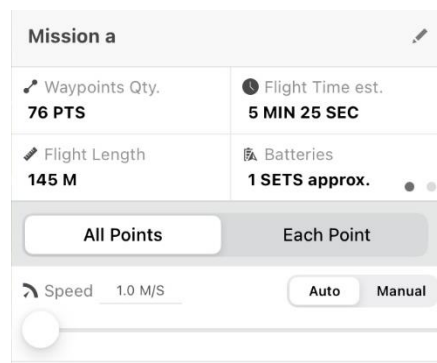 Mission a
Waypoints Qty.
76 PTS
Flight Time est.
5 MIN 25 SEC
Flight Length
145 M
Batteries
1 SETS approx.
All Points
Each Point
Speed 1.0 M/S
Auto
Manual